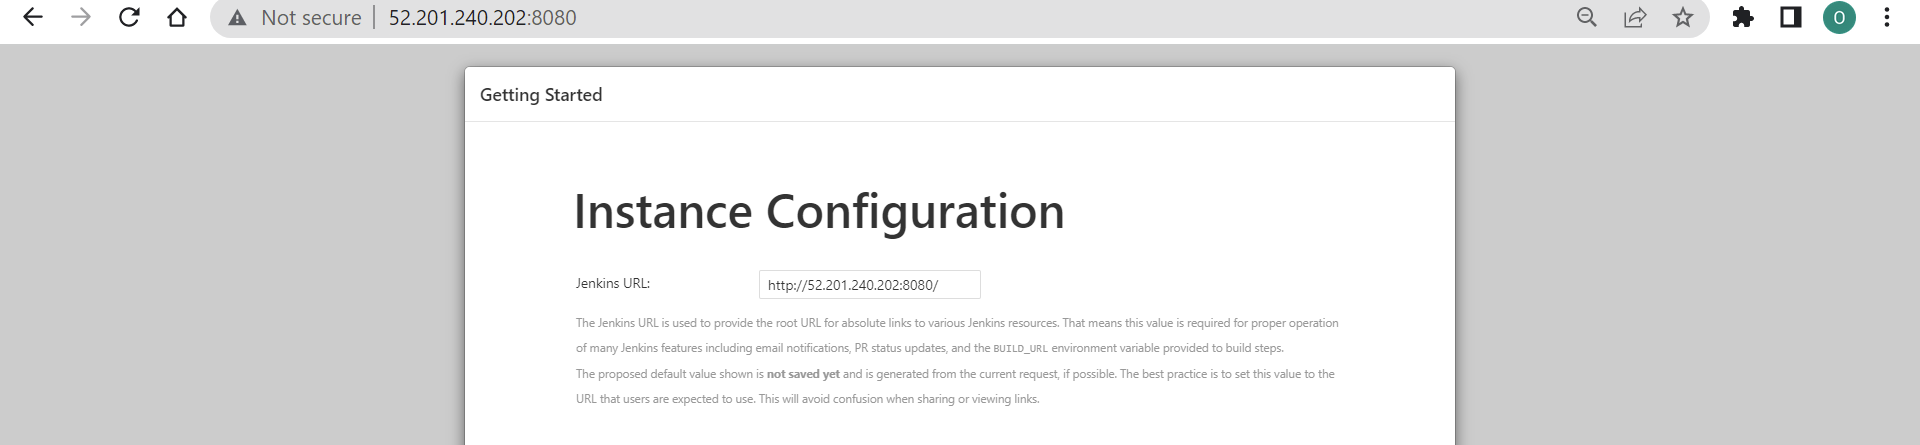 Not secure | 52.201.240.202:8080
O
Getting Started
Instance Configuration
Jenkins URL:
http://52.201.240.202:8080/
The Jenkins URL is used to provide the root URL for absolute links to various Jenkins resources. That means this value is required for proper operation
of many Jenkins features including email notifications, PR status updates, and the BUILD_URL environment variable provided to build steps.
The proposed default value shown is not saved yet and is generated from the current request, if possible. The best practice is to set this value to the
URL that users are expected to use. This will avoid confusion when sharing or viewing links.